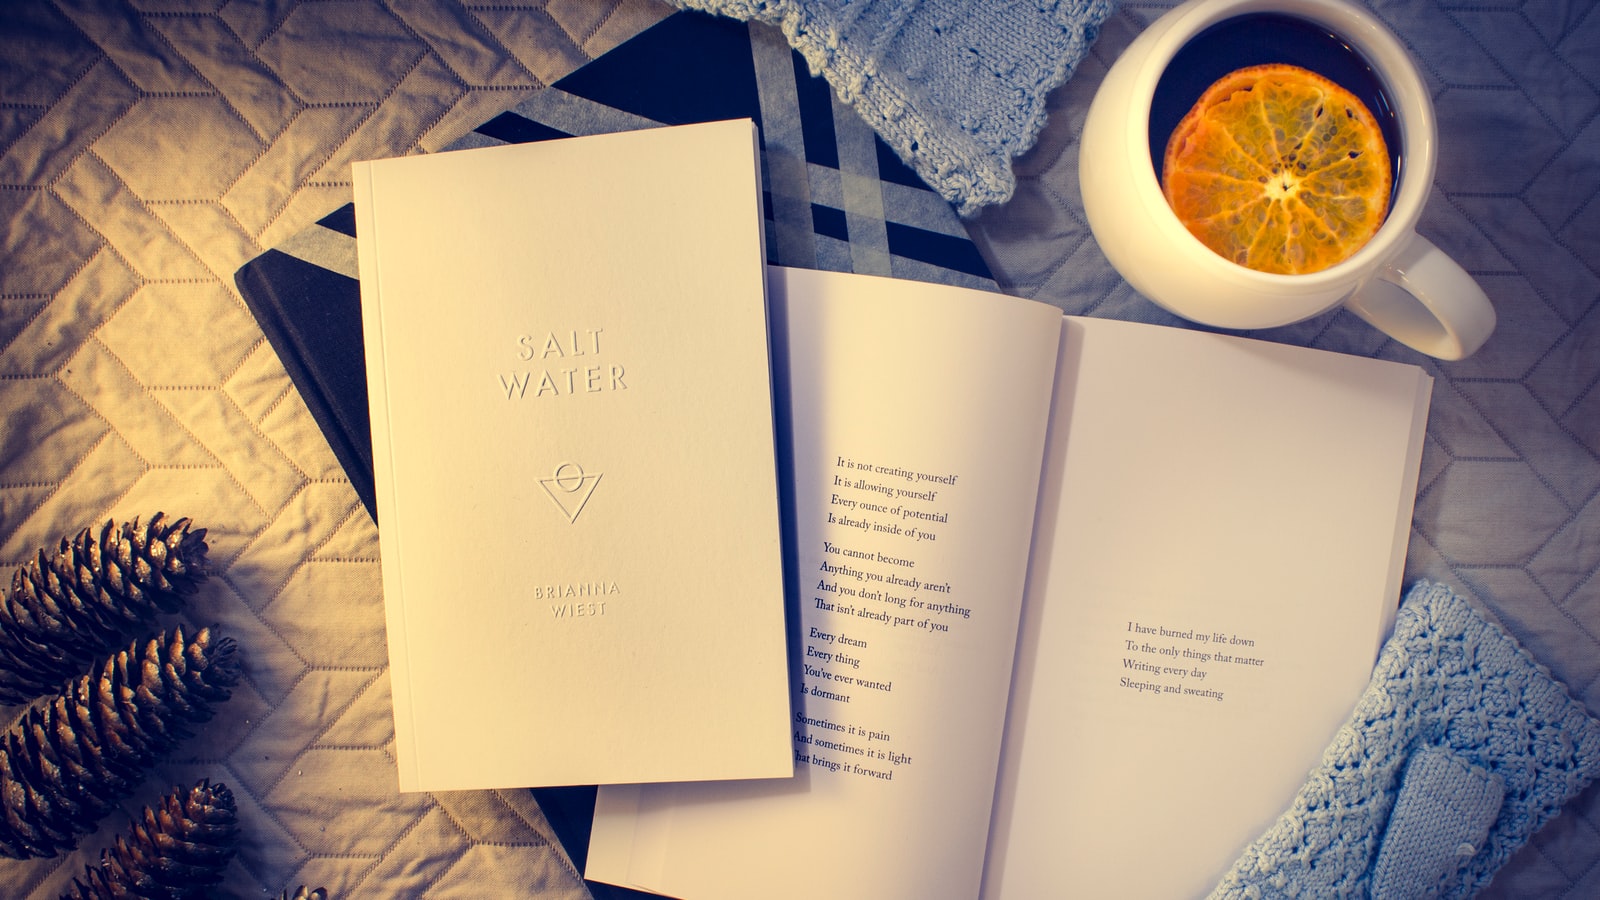 SALT
WATER
BRIANNA
WIEST
It is not creating yourself
It is allowing yourself
Every ounce of potential
Is already inside of you
You cannot become
Anything you already aren't
And you don't long for anything
That isn't already part of you
Every dream
Every thing
You've ever wanted
Is dormant
Sometimes it is pain
And sometimes it is light
That brings it forward
I have burned my life down
To the only things that matter
Writing every day
Sleeping and sweating